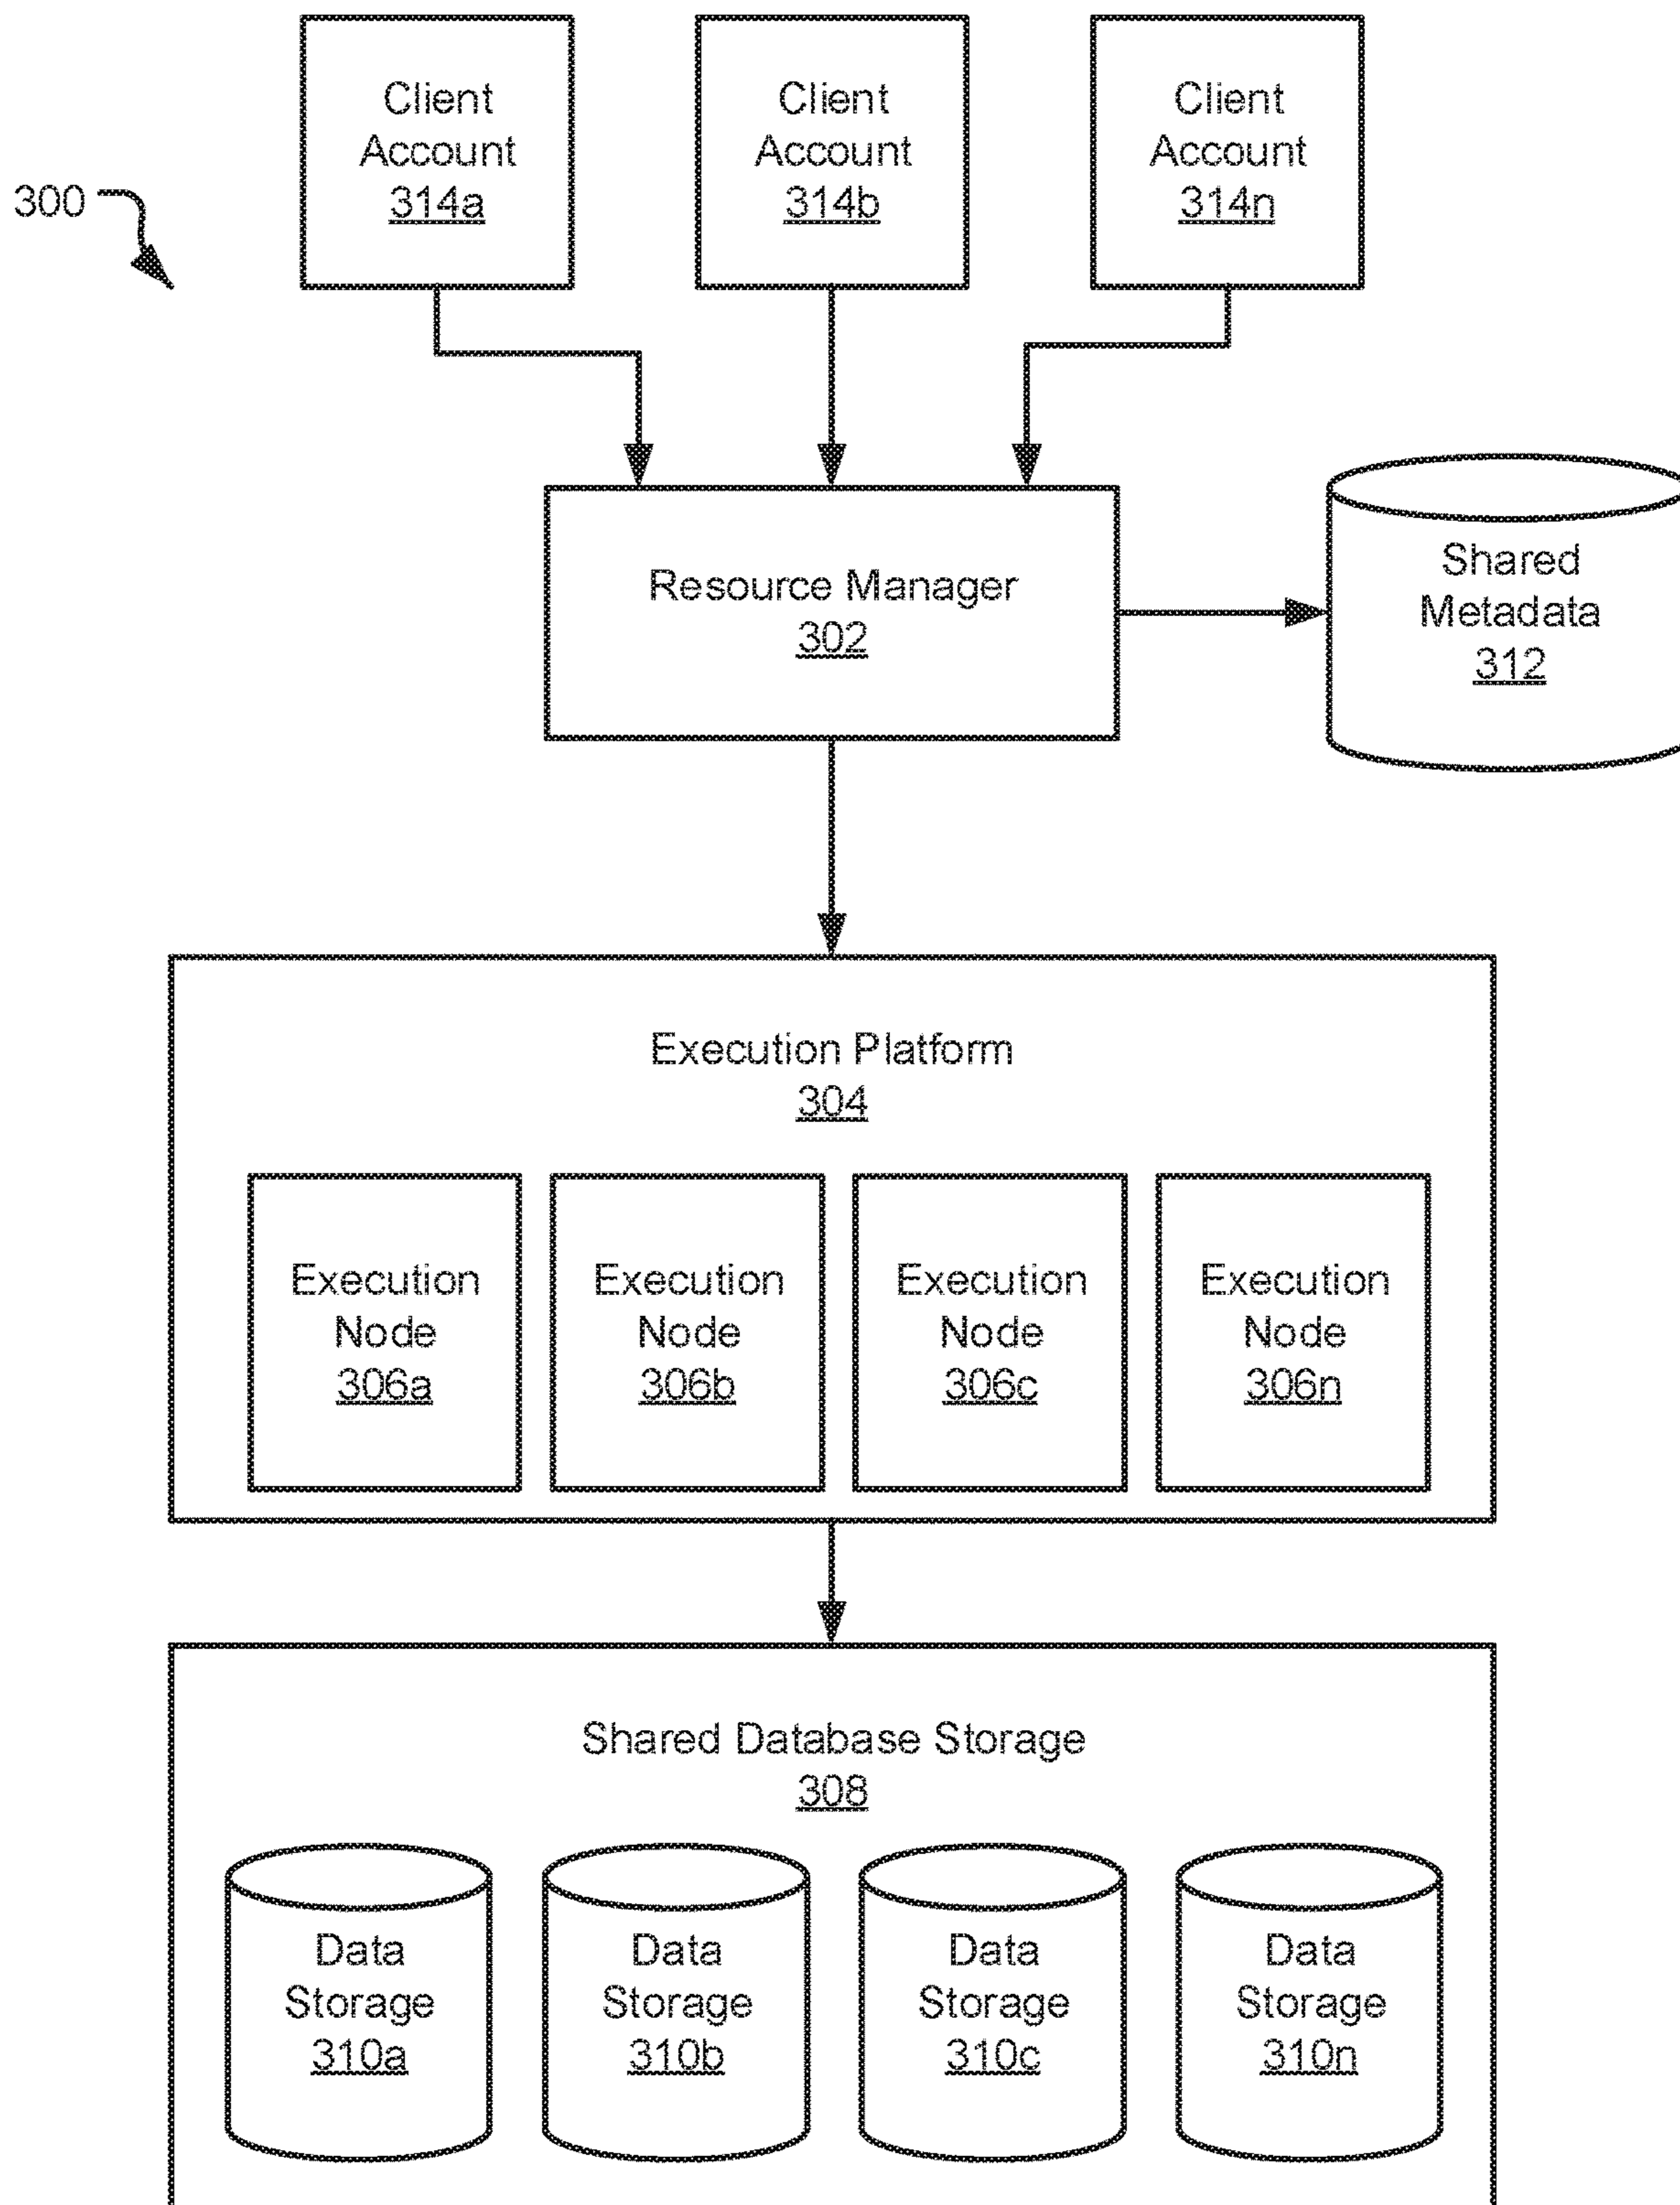 Client
Account
314a
Client
Account
314b
Client
Account
314n
300
Resource Manager
302
Shared
Metadata
312
Execution Platform
304
Execution
Node
306a
Execution
Node
306b
Execution
Node
306c
Execution
Node
306n
Shared Database Storage
308
Data
Storage
310a
Data
Storage
310b
Data
Storage
310c
Data
Storage
310n